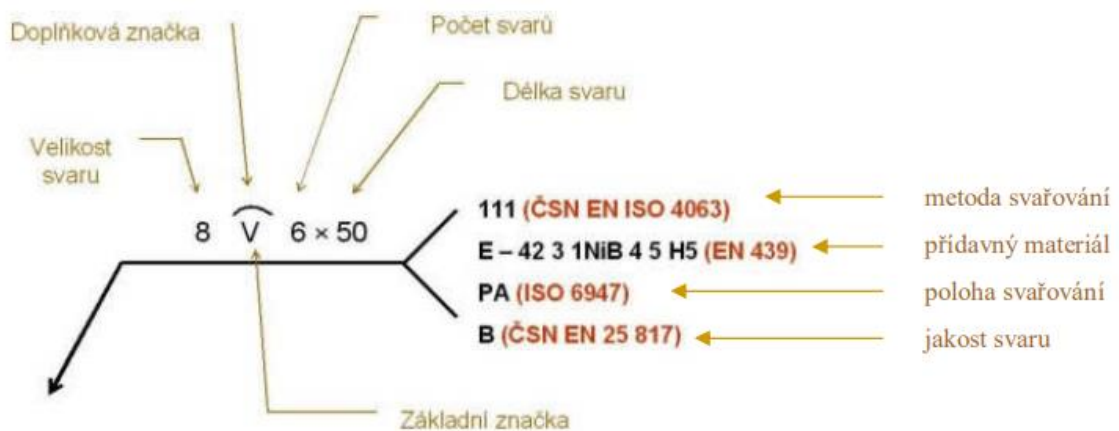 Doplňková značka
Počet svarů
Délka svaru
Velikost
svaru
8 V 6 × 50
111 (ČSN EN ISO 4063)
metoda svařování
E – 42 3 1NiB 4 5 H5 (EN 439)
přídavný materiál
PA (ISO 6947)
poloha svařování
B (ČSN EN 25 817)
jakost svaru
Základní značka